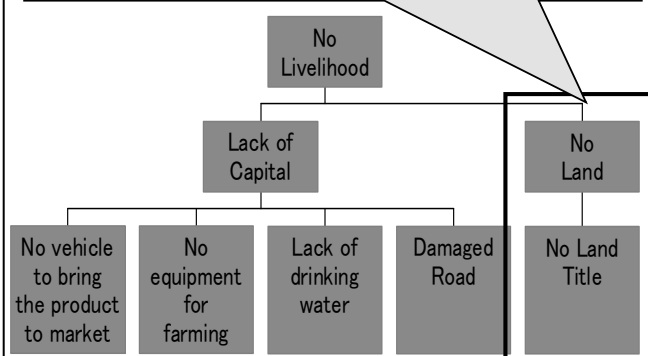 No
Livelihood
Lack of
Capital
No
Land
No vehicle
to bring
the product
to market
No
equipment
for
farming
Lack of
drinking
water
Damaged
Road
No Land
Title